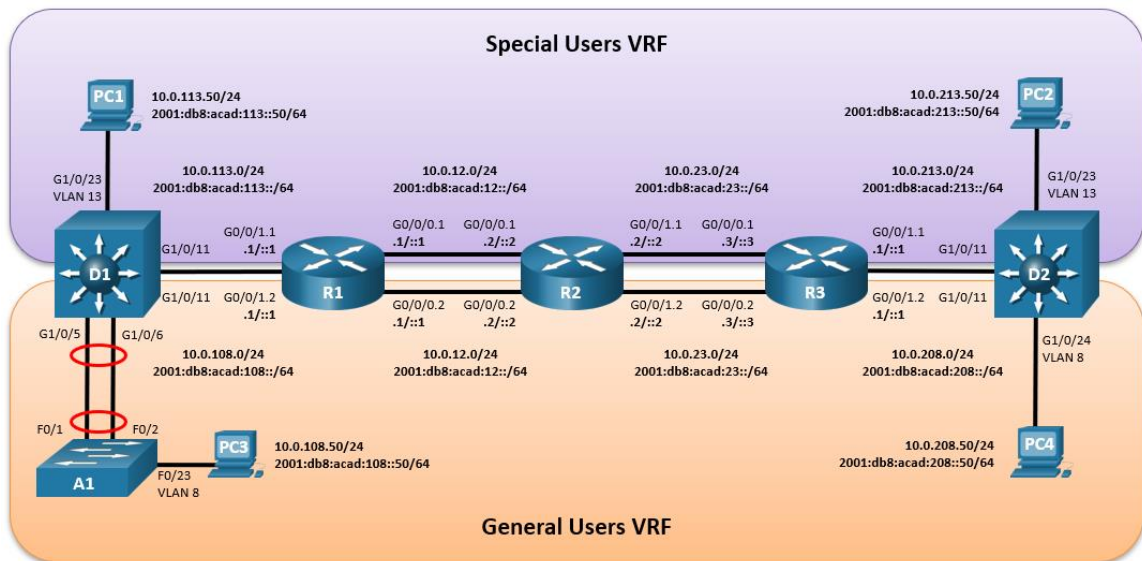 Special Users VRF
PC1
10.0.113.50/24
2001:db8:acad:113::50/64
10.0.213.50/24
2001:db8:acad:213::50/64
PC2
G1/0/23
VLAN 13
10.0.113.0/24
2001:db8:acad:113::/64
10.0.12.0/24
2001:db8:acad:12::/64
10.0.23.0/24
2001:db8:acad:23::/64
10.0.213.0/24
2001:db8:acad:213::/64
G1/0/23
VLAN 13
D1
G1/0/11
G0/0/1.1
.1/::1
R1
G0/0/0.1
.1/::1
G0/0/0.1
.2/::2
R2
G0/0/1.1
.2/::2
G0/0/0.1
.3/::3
R3
G0/0/1.1
.1/::1
G1/0/11
D2
G1/0/11
G0/0/1.2
.1/::1
G0/0/0.2
.1/::1
G0/0/0.2
.2/::2
G0/0/1.2
.2/::2
G0/0/0.2
.3/::3
G0/0/1.2
.1/::1
G1/0/11
G1/0/5
G1/0/6
10.0.108.0/24
2001:db8:acad:108::/64
10.0.12.0/24
2001:db8:acad:12::/64
10.0.23.0/24
2001:db8:acad:23::/64
10.0.208.0/24
2001:db8:acad:208::/64
G1/0/24
VLAN 8
F0/1
F0/2
A1
F0/23
VLAN 8
PC3
10.0.108.50/24
2001:db8:acad:108::50/64
10.0.208.50/24
2001:db8:acad:208::50/64
PC4
General Users VRF